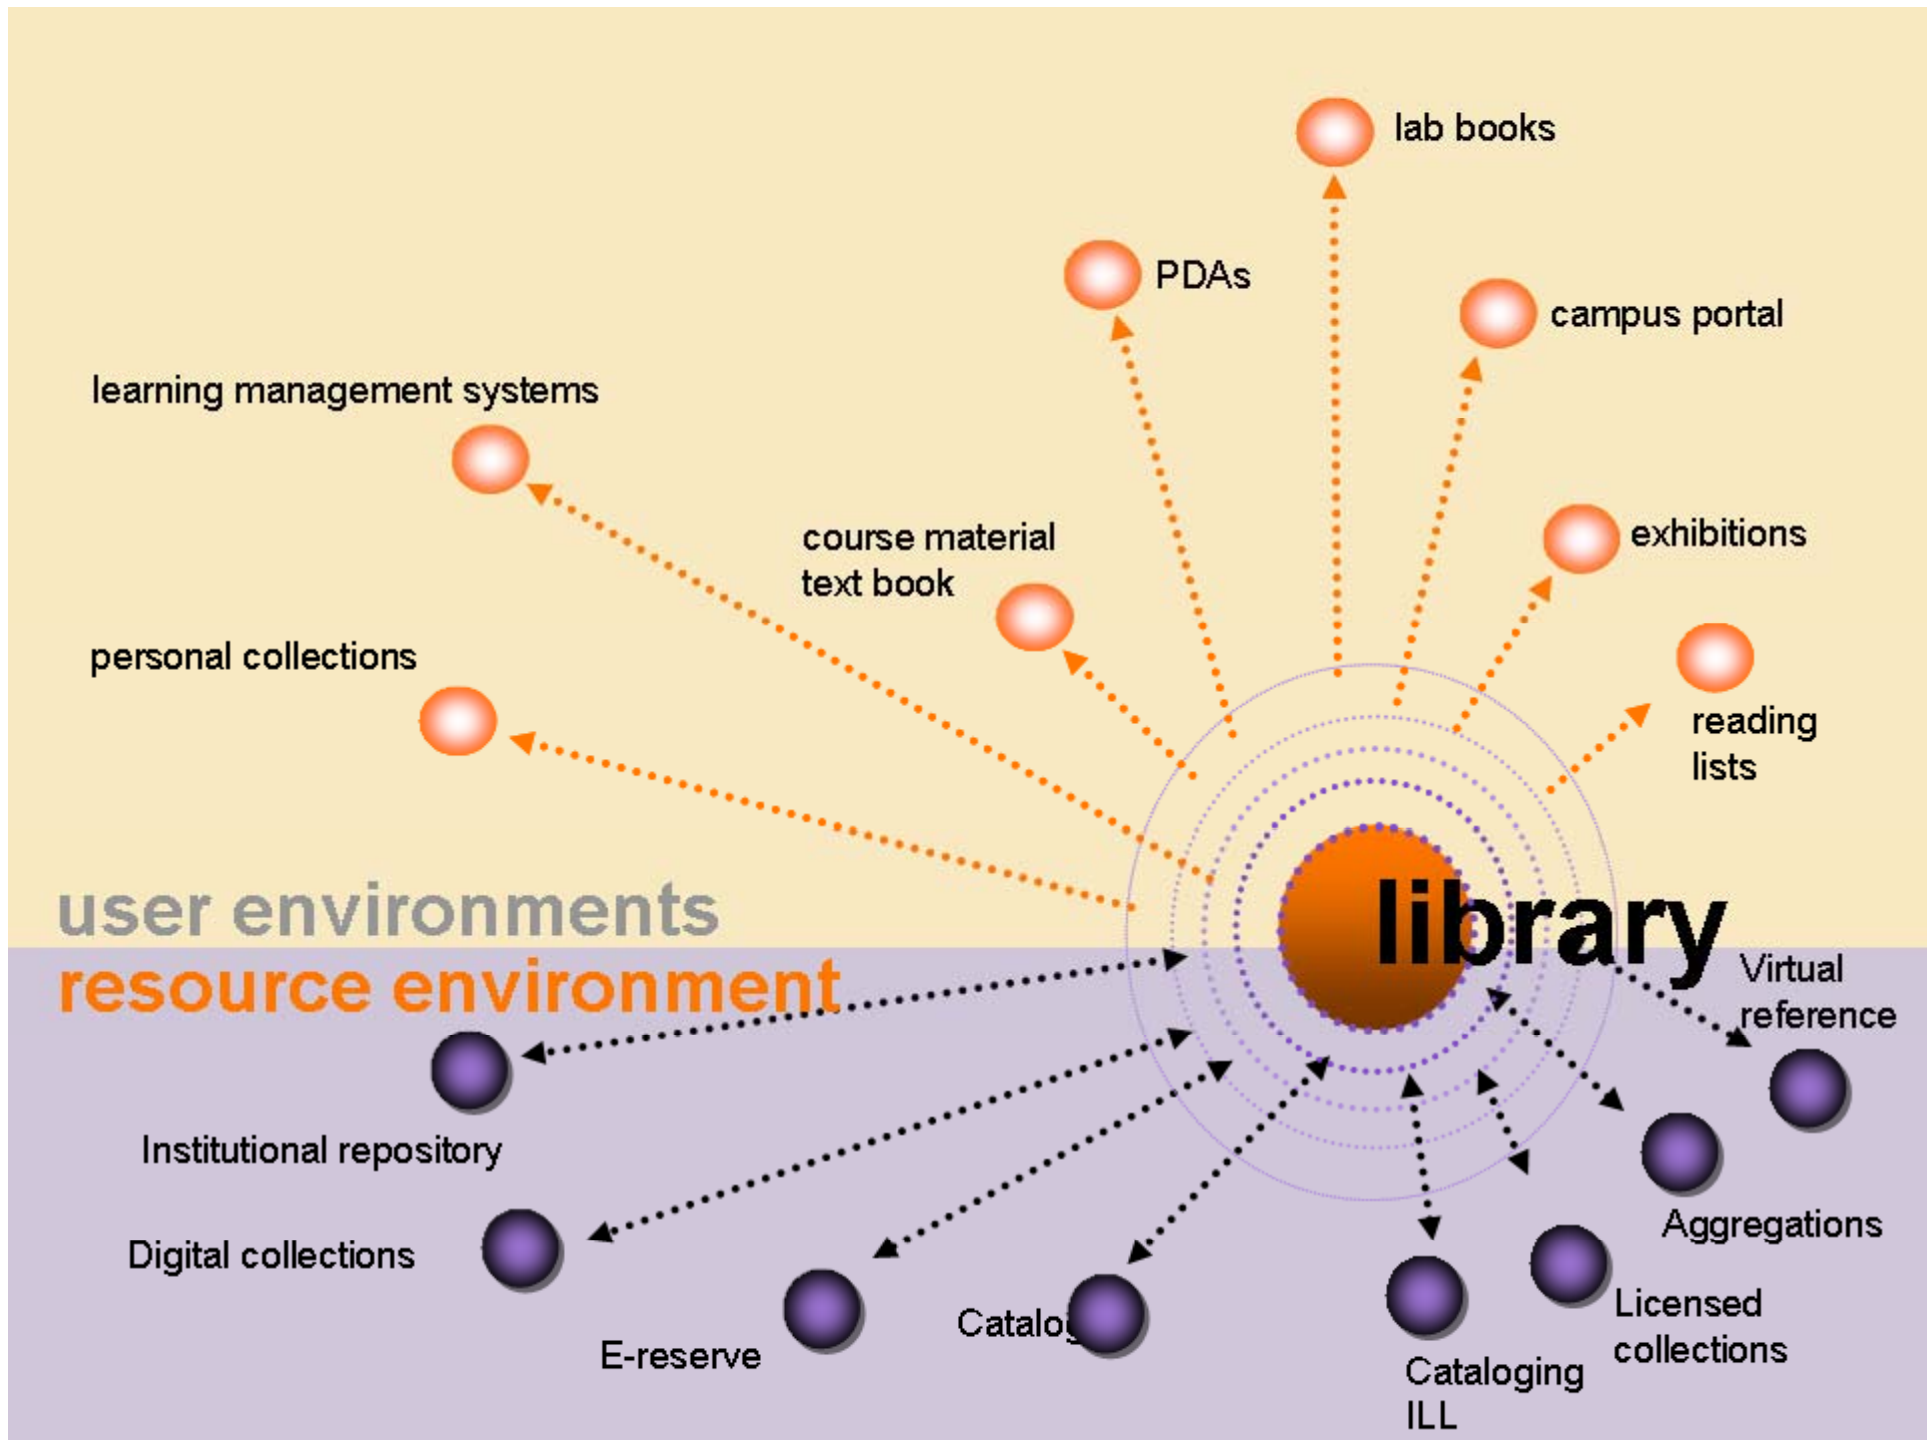 lab books
PDAs
campus portal
learning management systems
course material
text book
exhibitions
personal collections
reading
lists
user environments
library
resource environment
Virtual
reference
Institutional repository
Aggregations
Digital collections
Licensed
collections
Catalog
E-reserve
Cataloging
ILL